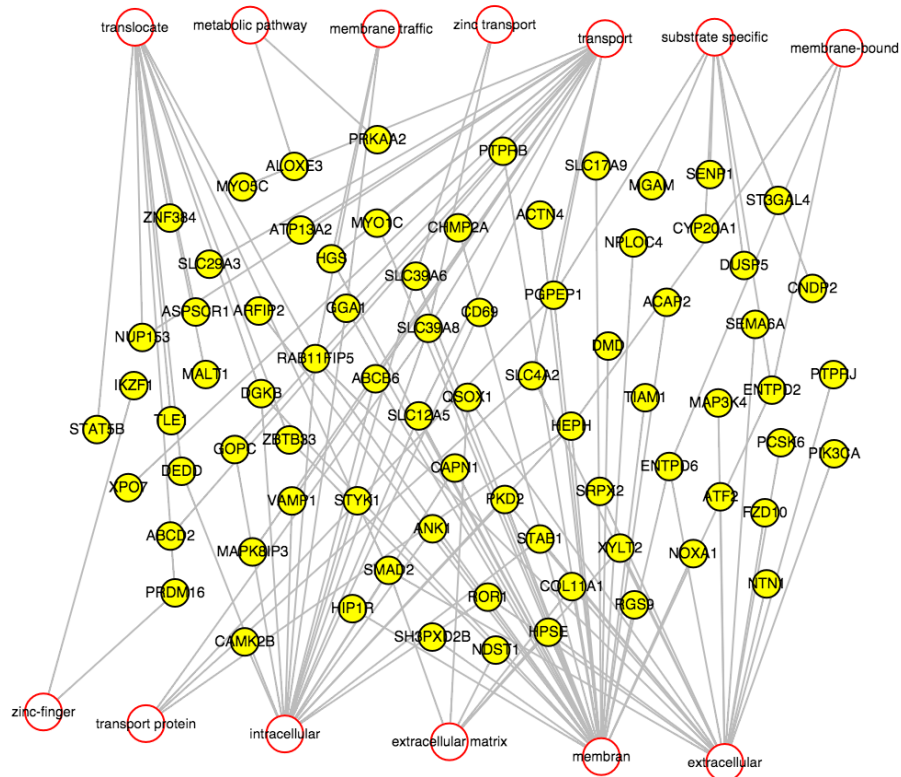 translocate
metabolic pathway
membrane traffic
zinc transport
transport
substrate specific
membrane-bound
PRKAA2
PTPRB
ALOXE3
SLC17A9
MYO5C
MGAM
SENP1
ST3GAL4
ZNF384
ATP13A2
MYO1C
CHMP2A
ACTN4
CYP20A1
NPLOC4
SLC29A3
HGS
SLC39A6
DUSP5
PGPEP1
CNDP2
ASPSCR1
ARFIP2
GGA1
CD69
ACAP2
NUP153
SLC39A8
SEMA6A
RAB11FIP5
DMD
MALT1
ABCB6
SLC4A2
PTPRJ
IKZF1
DGKB
QSOX1
TIAM1
MAP3K4
ENTPD2
STAT5B
TLE1
SLC12A5
HEPH
ZBTB33
GOPC
PCSK6
PIK3CA
DEDD
CAPN1
ENTPD6
XPO7
VAMP1
STYK1
PKD2
SRPX2
ATF2
FZD10
ABCD2
ANK1
STAB1
MAPK8IP3
XYLT2
NOXA1
SMAD2
COL11A1
NTN1
PRDM16
HIP1R
ROR1
RGS9
CAMK2B
SH3PXD2B
HPSE
NDST1
zinc-finger
transport protein
intracellular
extracellular matrix
membran
extracellular